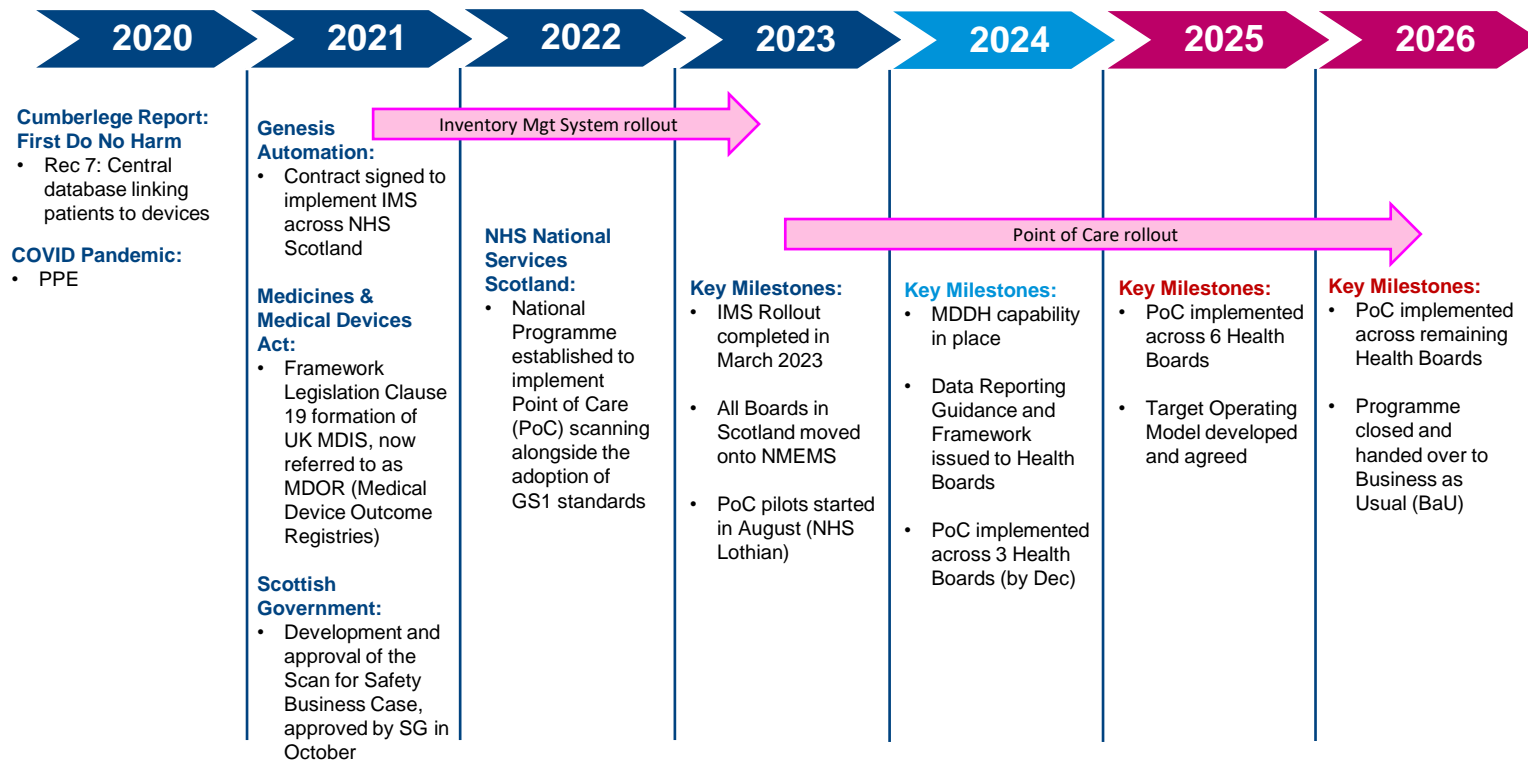 2020
2021
2022
2023
2024
2025
2026
Inventory Mgt System rollout
Point of Care rollout
Cumberlege Report:
First Do No Harm
• Rec 7: Central
database linking
patients to devices
COVID Pandemic:
• PPE
Genesis
Automation:
• Contract signed to
implement IMS
across NHS
Scotland
Medicines &
Medical Devices
Act:
• Framework
Legislation Clause
19 formation of
UK MDIS, now
referred to as
MDOR (Medical
Device Outcome
Registries)
Scottish
Government:
• Development and
approval of the
Scan for Safety
Business Case,
approved by SG in
October
NHS National
Services
Scotland:
• National
Programme
established to
implement
Point of Care
(PoC) scanning
alongside the
adoption of
GS1 standards
Key Milestones:
• IMS Rollout
completed in
March 2023
• All Boards in
Scotland moved
onto NMEMS
• PoC pilots started
in August (NHS
Lothian)
Key Milestones:
• MDDH capability
in place
• Data Reporting
Guidance and
Framework
issued to Health
Boards
• PoC implemented
across 3 Health
Boards (by Dec)
Key Milestones:
• PoC implemented
across 6 Health
Boards
• Target Operating
Model developed
and agreed
Key Milestones:
• PoC implemented
across remaining
Health Boards
• Programme
closed and
handed over to
Business as
Usual (BaU)